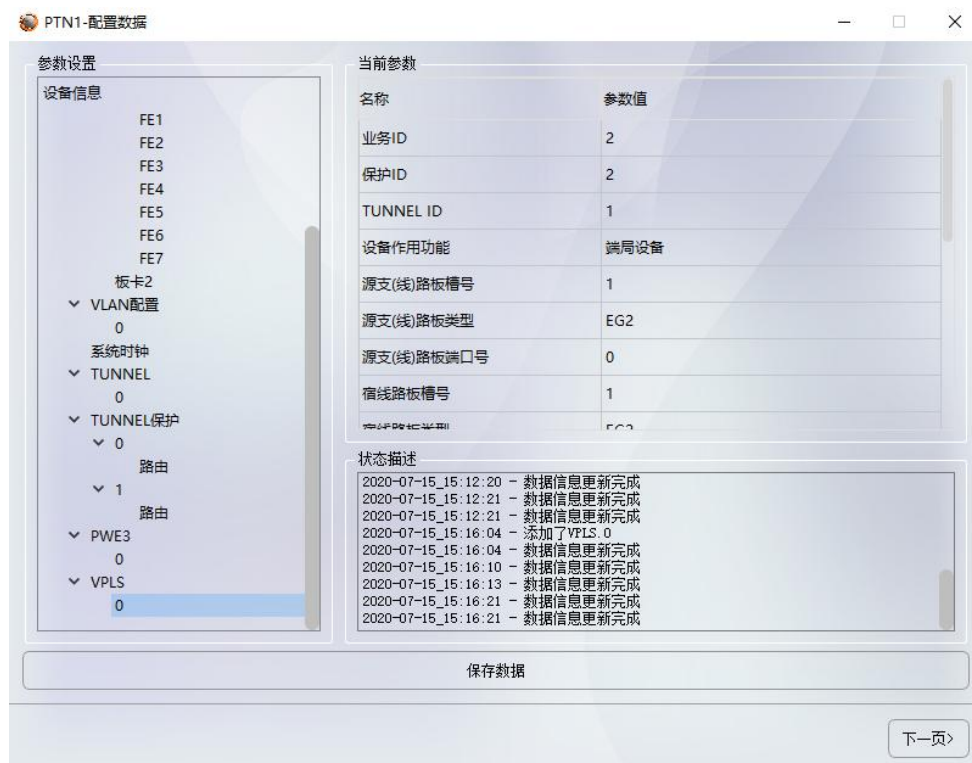 PTN1-配置数据
参数设置
设备信息
FE1
FE2
FE3
FE4
FE5
FE6
FE7
板卡2
VLAN配置
0
系统时钟
TUNNEL
0
TUNNEL保护
0
路由
1
路由
PWE3
0
VPLS
0
当前参数
名称 参数值
业务ID 2
保护ID 2
TUNNEL ID 1
设备作用功能 端局设备
源支(线)路板槽号 1
源支(线)路板类型 EG2
源支(线)路板端口号 0
宿线路板槽号 1
宿线路板类型 EG2
状态描述
2020-07-15_15:12:20 - 数据信息更新完成
2020-07-15_15:12:21 - 数据信息更新完成
2020-07-15_15:12:21 - 数据信息更新完成
2020-07-15_15:16:04 - 添加了VPLS.0
2020-07-15_15:16:04 - 数据信息更新完成
2020-07-15_15:16:10 - 数据信息更新完成
2020-07-15_15:16:13 - 数据信息更新完成
2020-07-15_15:16:21 - 数据信息更新完成
2020-07-15_15:16:21 - 数据信息更新完成
保存数据
下一页>